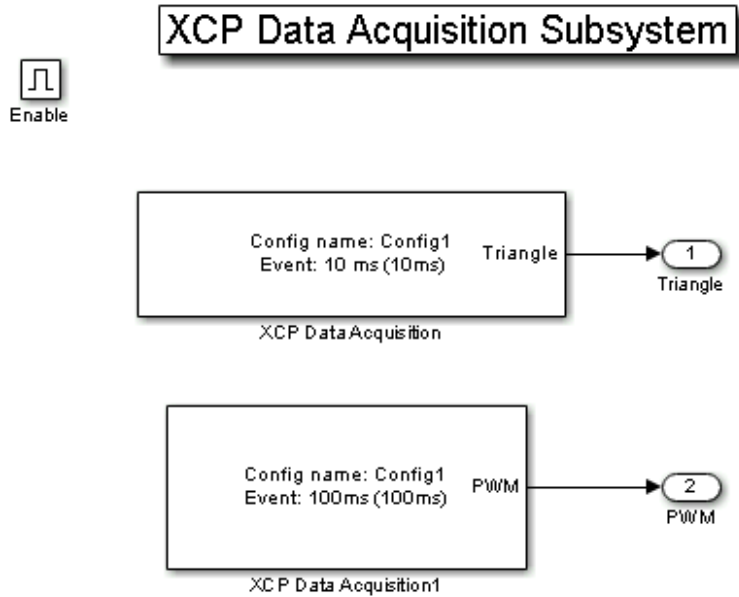 XCP Data Acquisition Subsystem
Enable
Config name: Config1
Event: 10 ms (10ms)
Triangle
1
Triangle
XCP Data Acquisition
Config name: Config1
Event: 100ms (100ms)
PWM
2
PWM
XCP Data Acquisition1